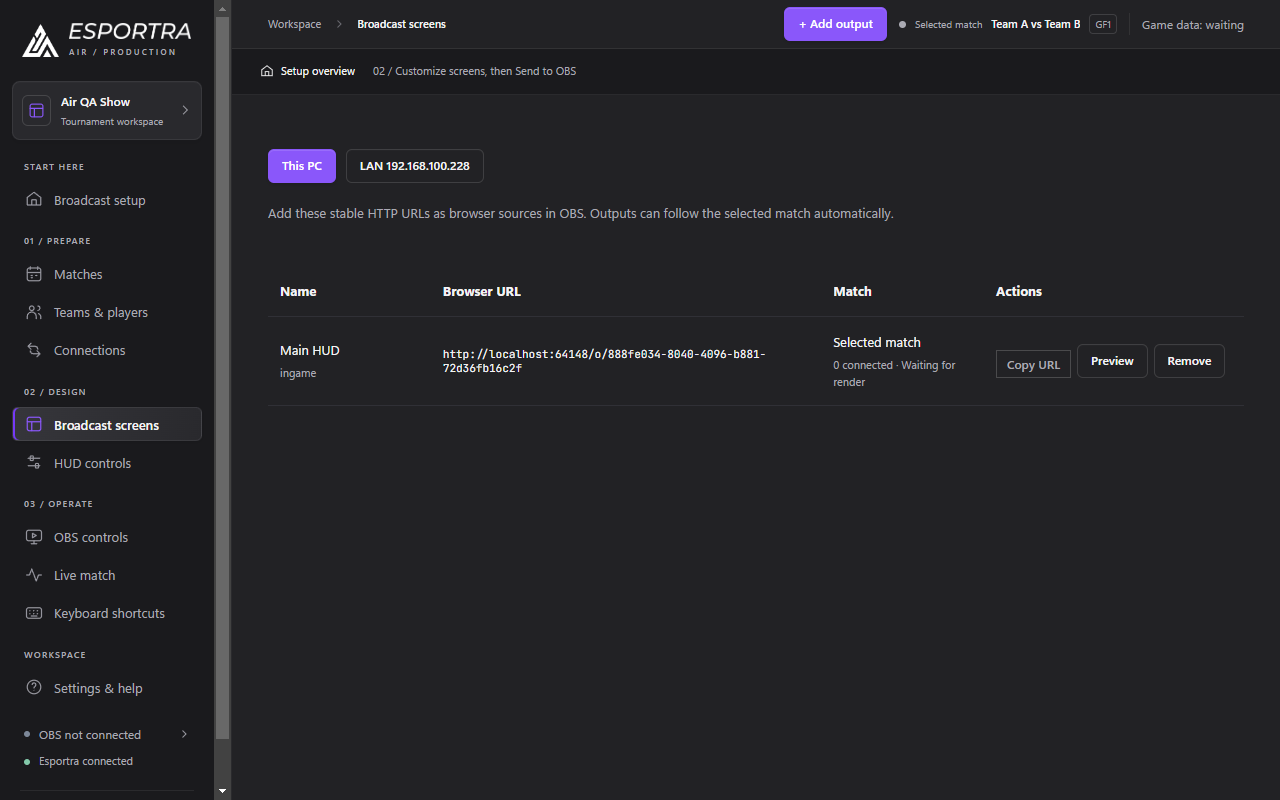 ESPORTRA
AIR / PRODUCTION
Air QA Show
Tournament workspace
START HERE
Broadcast setup
01 / PREPARE
Matches
Teams & players
Connections
02 / DESIGN
Broadcast screens
HUD controls
03 / OPERATE
OBS controls
Live match
Keyboard shortcuts
WORKSPACE
Settings & help
OBS not connected
Esportra connected
Workspace > Broadcast screens
+ Add output
Selected match Team A vs Team B GF1
Game data: waiting
Setup overview 02 / Customize screens, then Send to OBS
This PC
LAN 192.168.100.228
Add these stable HTTP URLs as browser sources in OBS. Outputs can follow the selected match automatically.
Name Browser URL Match Actions
Main HUD
ingame
http://localhost:64148/o/888fe034-8040-4096-b881-
72d36fb16c2f
Selected match
0 connected · Waiting for
render
Copy URL
Preview
Remove